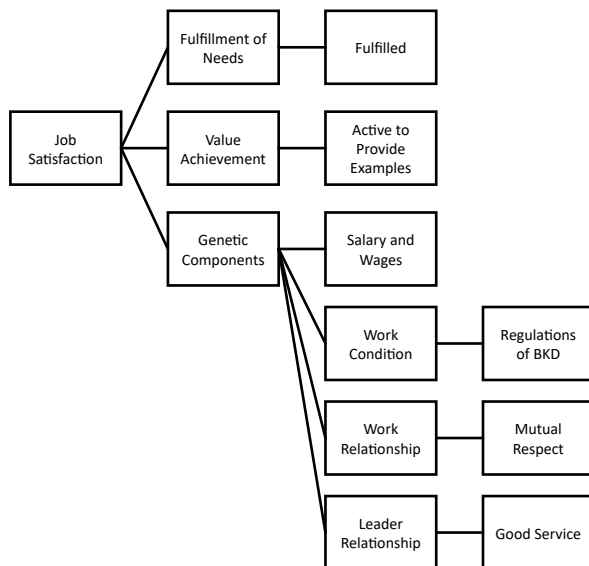 Fulfillment of
Needs
Fulfilled
Job
Satisfaction
Value
Achievement
Active to
Provide
Examples
Genetic
Components
Salary and
Wages
Work
Condition
Regulations
of BKD
Work
Relationship
Mutual
Respect
Leader
Relationship
Good Service